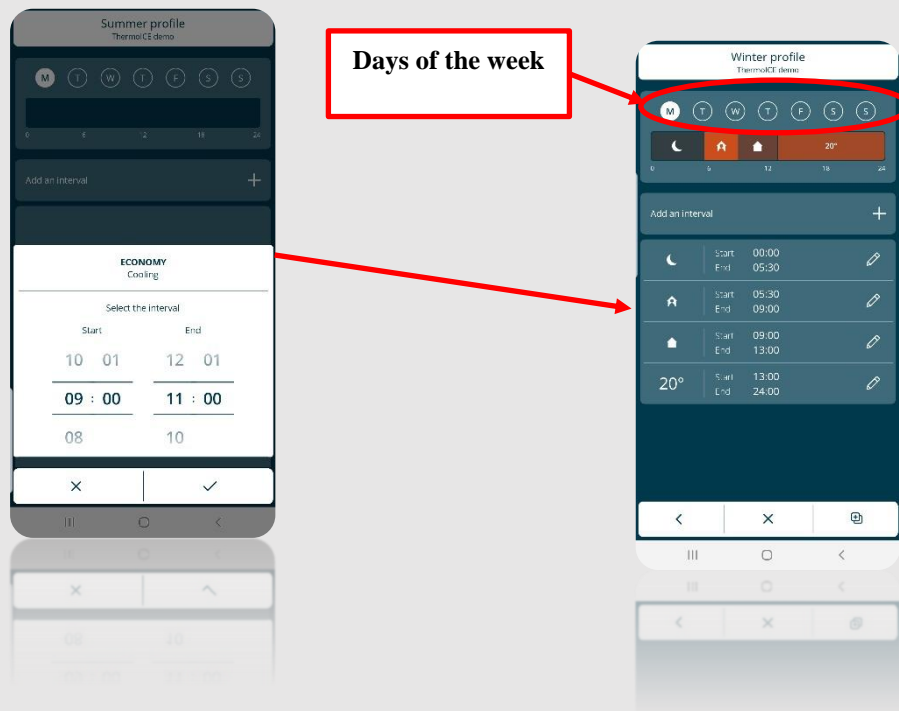 Summer profile
ThermoICE demo
M T W T F S S
0 6 12 18 24
Add an interval
ECONOMY
Cooling
Select the interval
Start End
10 01 12 01
09 : 00 11 : 00
08 10
Days of the week
Winter profile
ThermoICE demo
M T W T F S S
20°
0 6 12 18 24
Add an interval
Start 00:00
End 05:30
Start 05:30
End 09:00
Start 09:00
End 13:00
20° Start 13:00
End 24:00